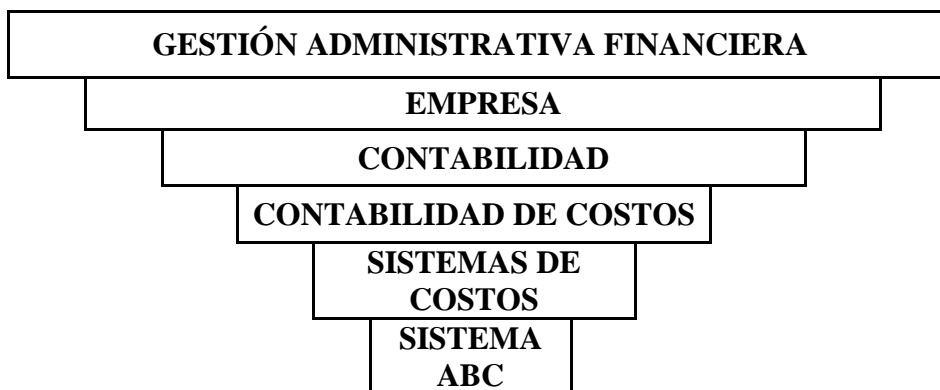 GESTIÓN ADMINISTRATIVA FINANCIERA
EMPRESA
CONTABILIDAD
CONTABILIDAD DE COSTOS
SISTEMAS DE
COSTOS
SISTEMA
ABC